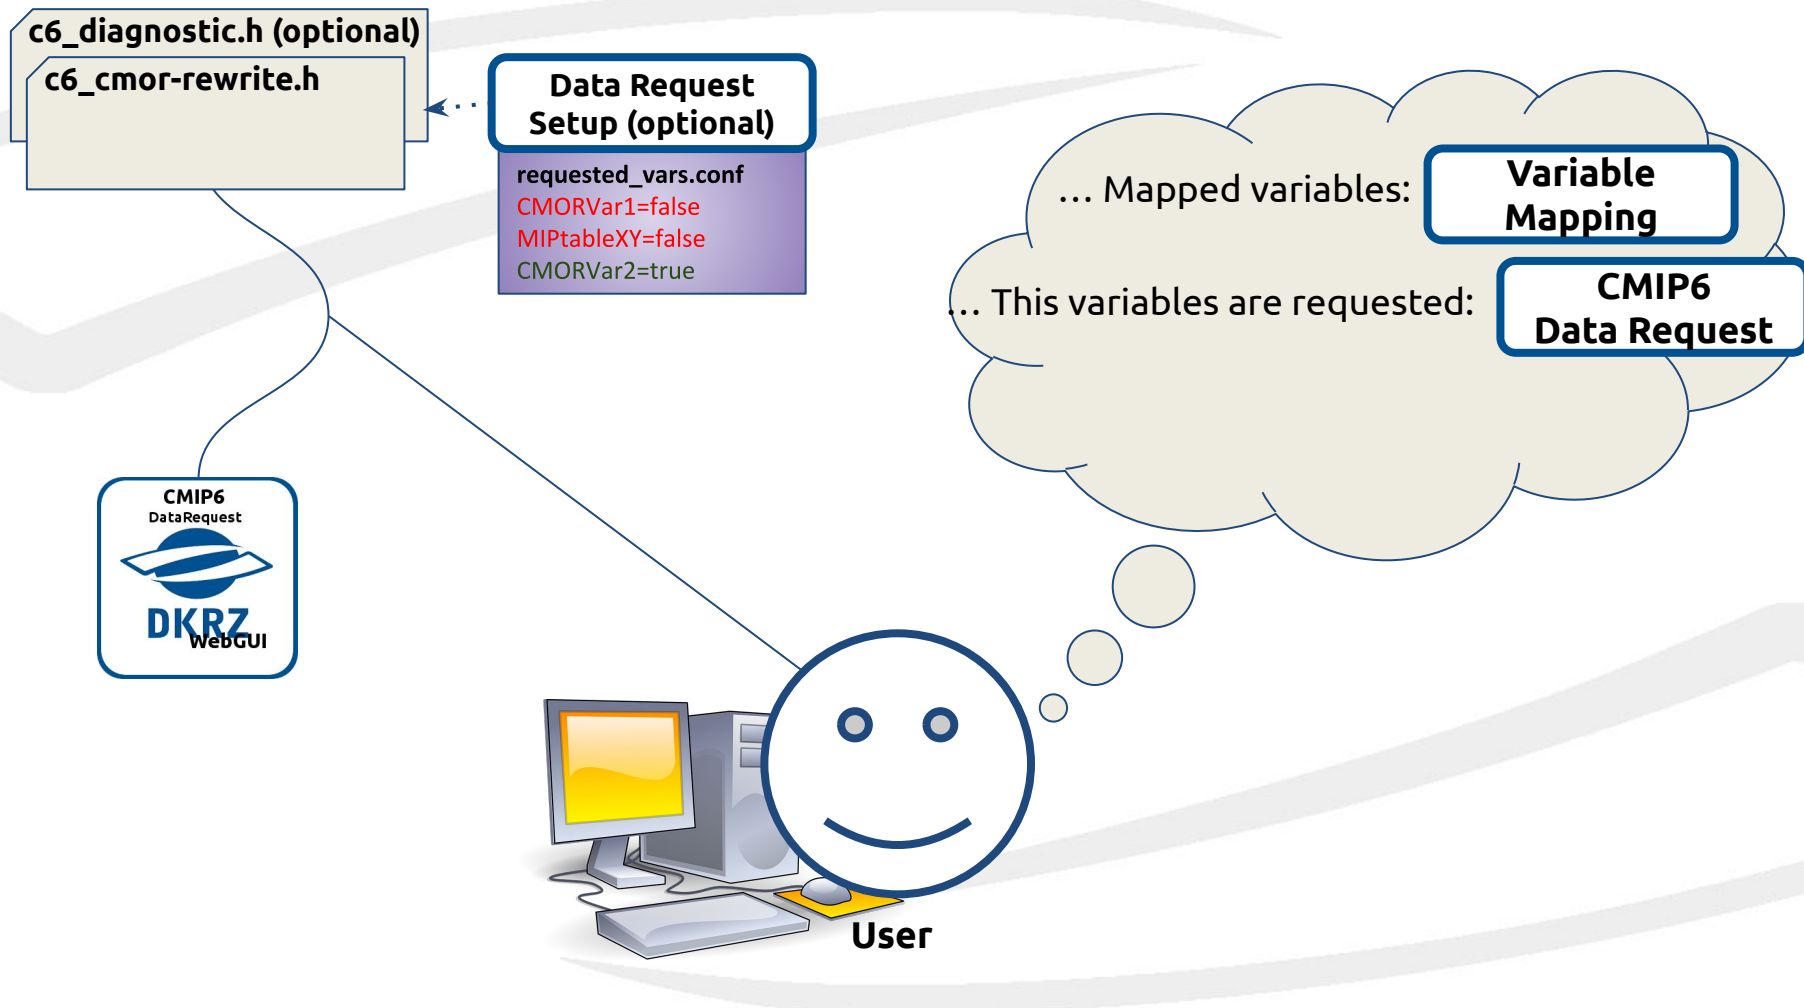 c6_diagnostic.h (optional)
c6_cmor-rewrite.h
Data Request
Setup (optional)
requested_vars.conf
CMORVar1=false
MIPtableXY=false
CMORVar2=true
… Mapped variables:
Variable
Mapping
… This variables are requested:
CMIP6
Data Request
CMIP6
DataRequest
DKRZ
WebGUI
User